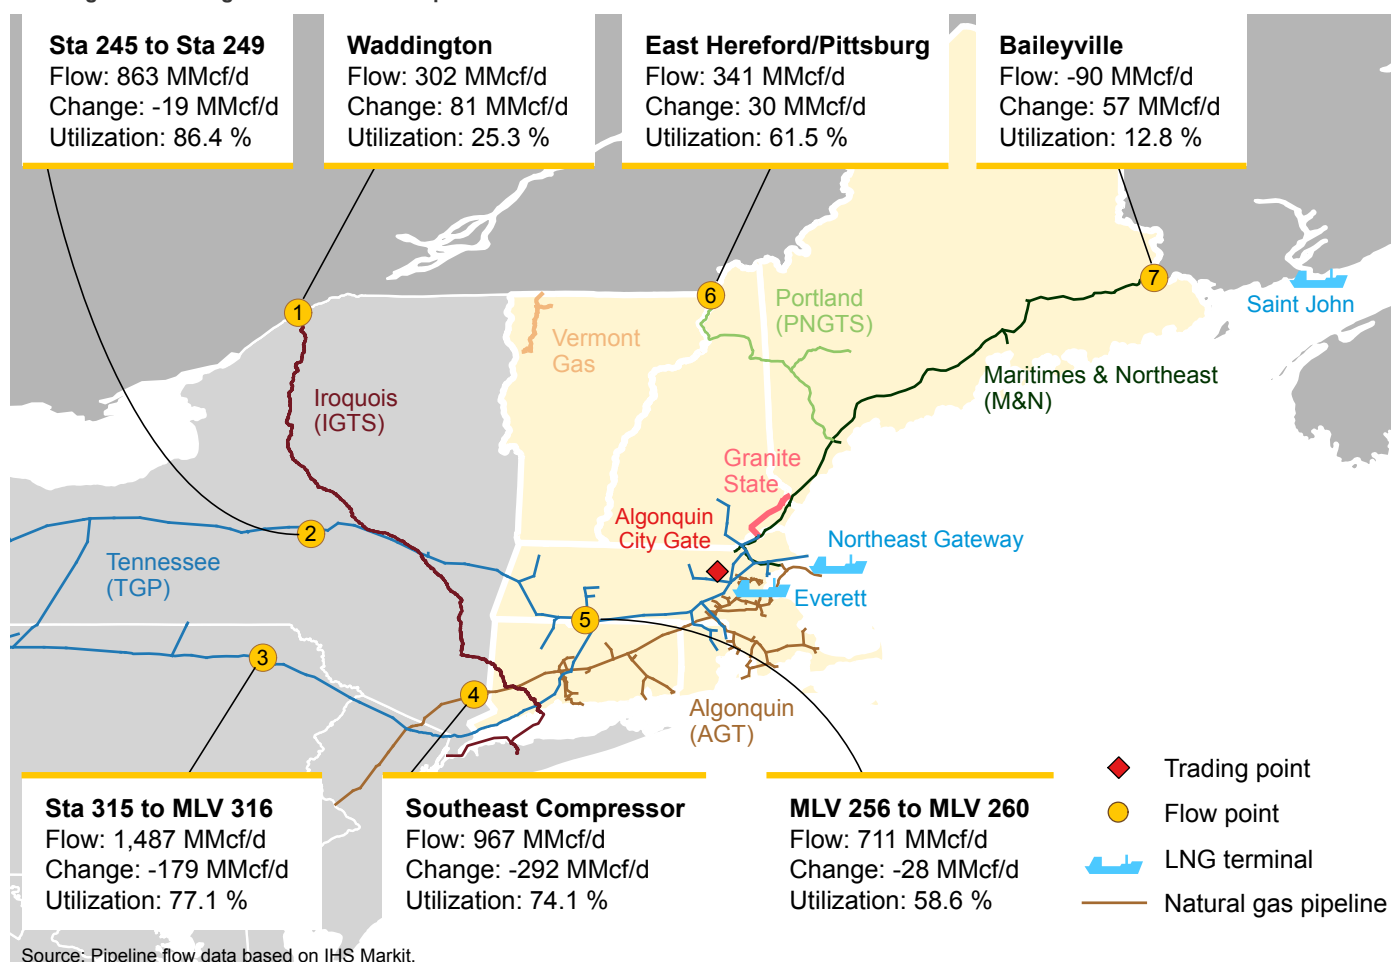 Sta 245 to Sta 249
Flow: 863 MMcf/d
Change: -19 MMcf/d
Utilization: 86.4 %
Waddington
Flow: 302 MMcf/d
Change: 81 MMcf/d
Utilization: 25.3 %
East Hereford/Pittsburg
Flow: 341 MMcf/d
Change: 30 MMcf/d
Utilization: 61.5 %
Baileyville
Flow: -90 MMcf/d
Change: 57 MMcf/d
Utilization: 12.8 %
1
6
7
Saint John
Portland
(PNGTS)
Vermont
Gas
Maritimes & Northeast
(M&N)
Iroquois
(IGTS)
Granite
State
Algonquin
City Gate
2
Northeast Gateway
Tennessee
(TGP)
Everett
5
3
4
Algonquin
(AGT)
Sta 315 to MLV 316
Flow: 1,487 MMcf/d
Change: -179 MMcf/d
Utilization: 77.1 %
Southeast Compressor
Flow: 967 MMcf/d
Change: -292 MMcf/d
Utilization: 74.1 %
MLV 256 to MLV 260
Flow: 711 MMcf/d
Change: -28 MMcf/d
Utilization: 58.6 %
Trading point
Flow point
LNG terminal
Natural gas pipeline
Source: Pipeline flow data based on IHS Markit.